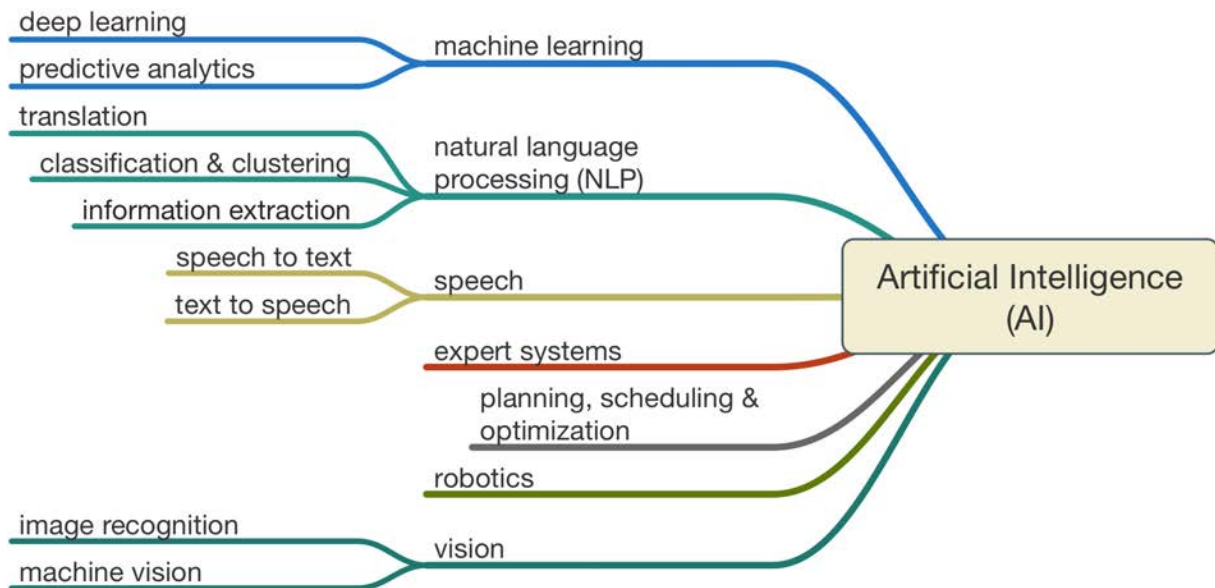 deep learning
predictive analytics
machine learning
translation
classification & clustering
information extraction
natural language
processing (NLP)
speech to text
text to speech
speech
expert systems
planning, scheduling &
optimization
robotics
image recognition
machine vision
vision
Artificial Intelligence
(AI)